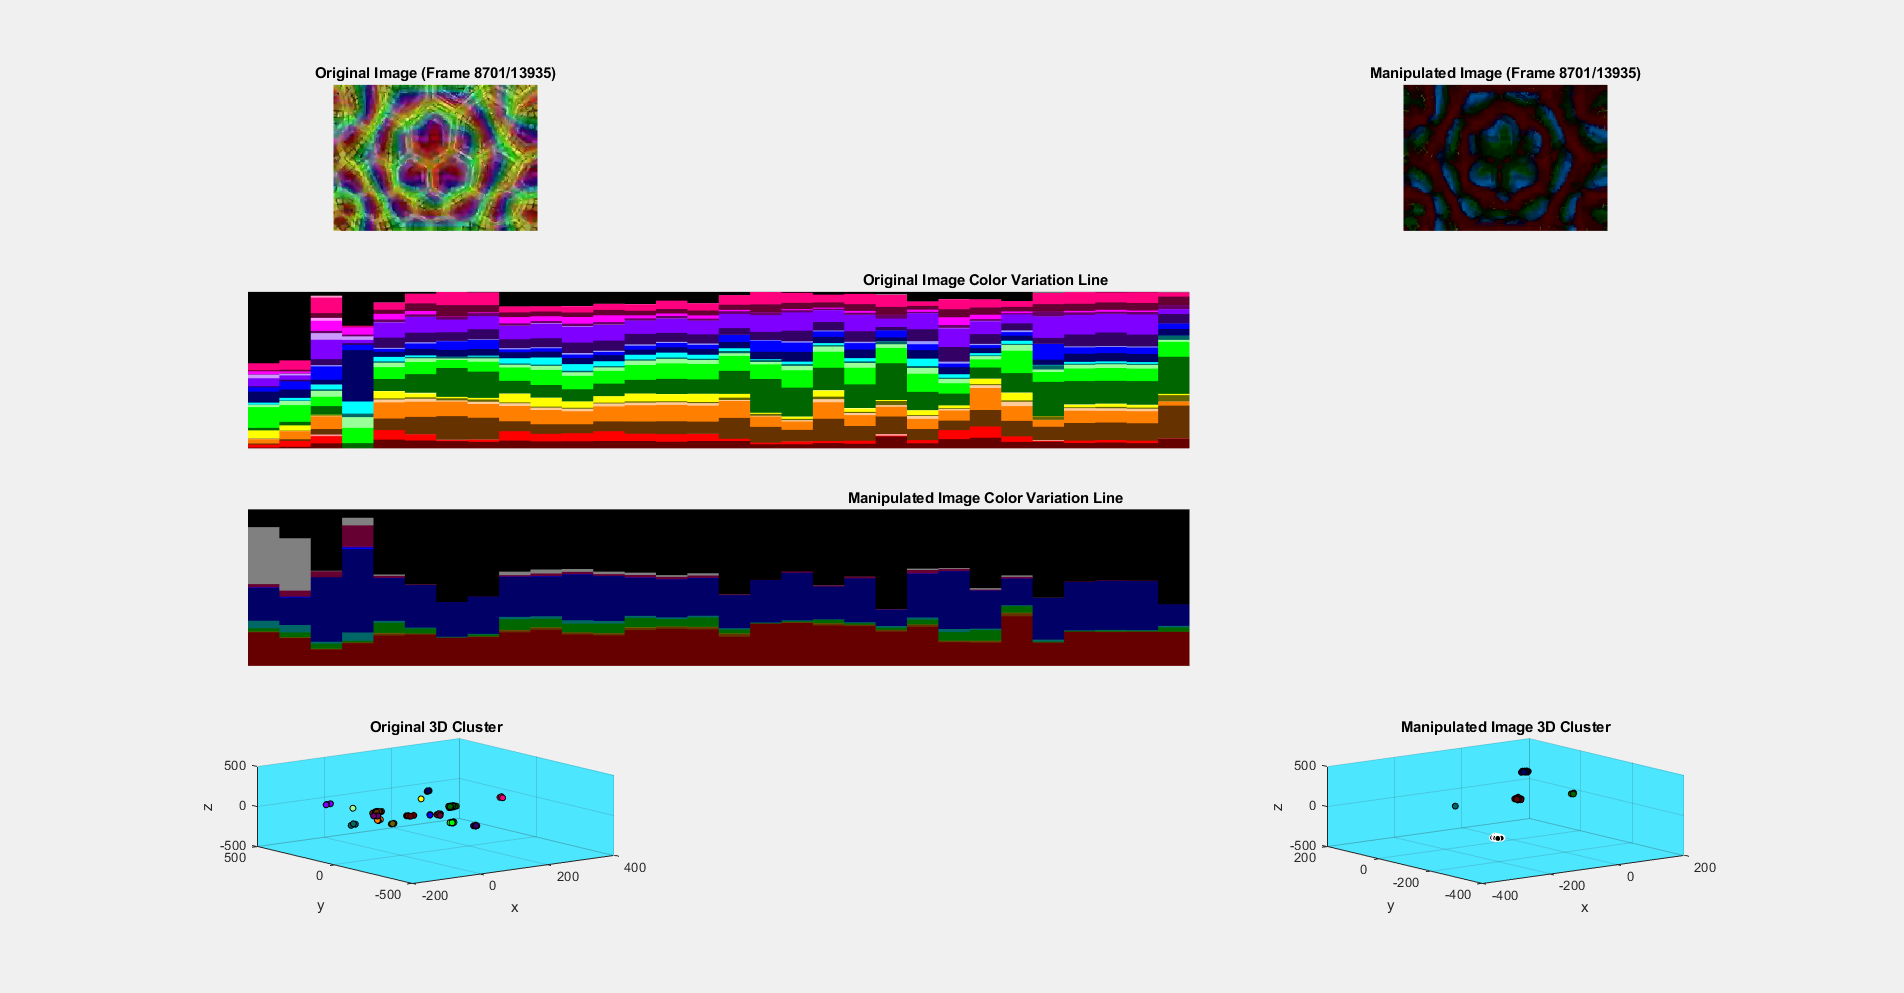 Original Image (Frame 8701/13935)
Manipulated Image (Frame 8701/13935)
Original Image Color Variation Line
Manipulated Image Color Variation Line
Original 3D Cluster
500
0
-500
z
500
0
-500
y
-200
0
200
400
x
Manipulated Image 3D Cluster
500
0
-500
z
200
0
-200
-400
y
-400
-200
0
200
x